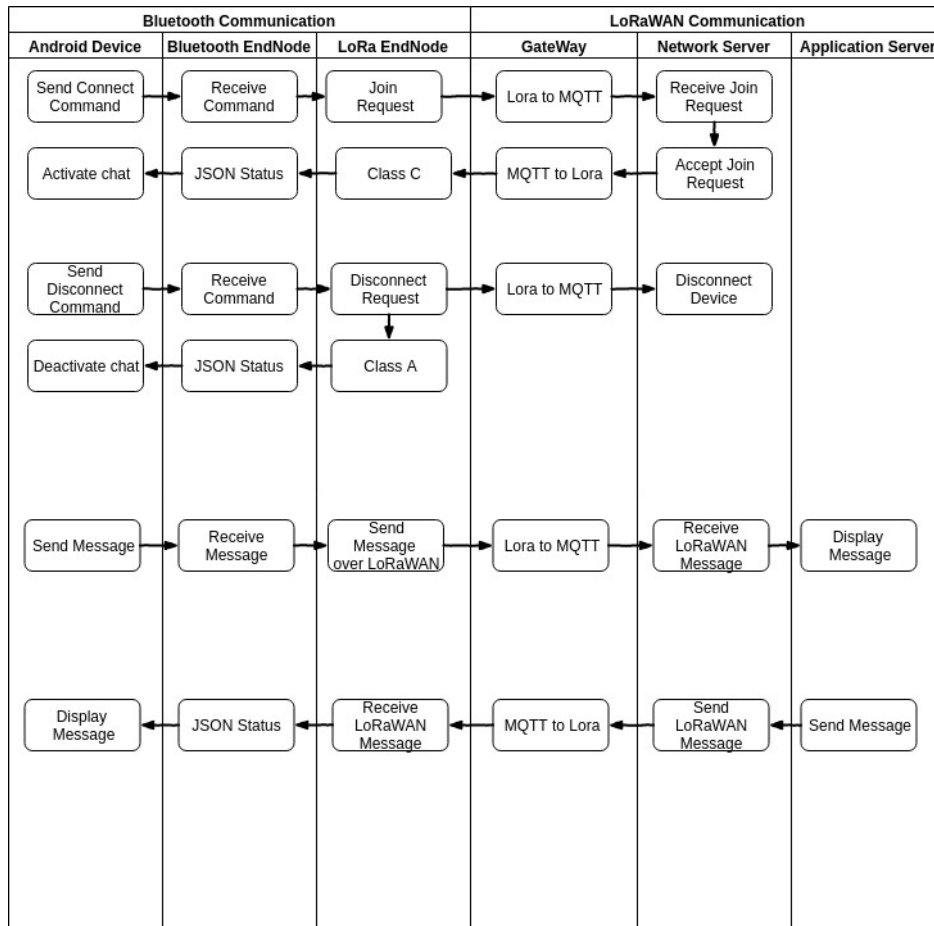 Bluetooth Communication
LoRaWAN Communication
Android Device
Bluetooth EndNode
LoRa EndNode
GateWay
Network Server
Application Server
Send Connect
Command
Receive
Command
Join
Request
Lora to MQTT
Receive Join
Request
Activate chat
JSON Status
Class C
MQTT to Lora
Accept Join
Request
Send
Disconnect
Command
Receive
Command
Disconnect
Request
Lora to MQTT
Disconnect
Device
Deactivate chat
JSON Status
Class A
Send Message
Receive
Message
Send
Message
over LoRaWAN
Lora to MQTT
Receive
LoRaWAN
Message
Display
Message
Display
Message
JSON Status
Receive
LoRaWAN
Message
MQTT to Lora
Send
LoRaWAN
Message
Send Message